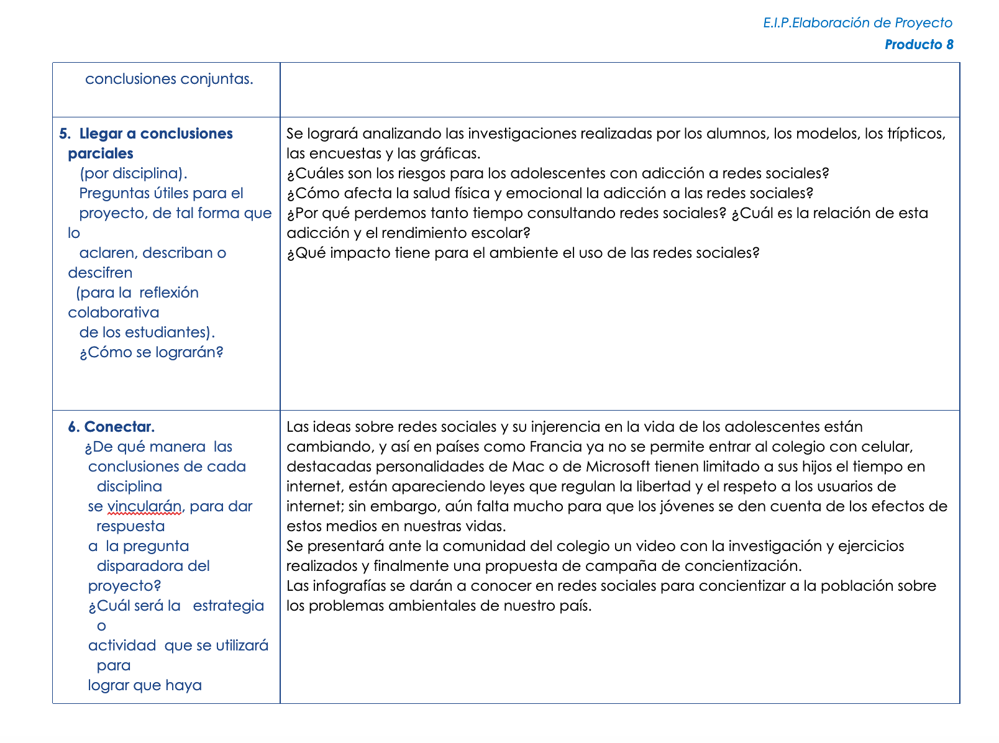 E.I.P.Elaboración de Proyecto
Producto 8
conclusiones conjuntas.
5.  Llegar a conclusiones
parciales
(por disciplina).
Preguntas útiles para el
proyecto, de tal forma que
lo
aclaren, describan o
descifren
(para la  reflexión
colaborativa
de los estudiantes).
¿Cómo se lograrán?
Se logrará analizando las investigaciones realizadas por los alumnos, los modelos, los trípticos,
las encuestas y las gráficas.
¿Cuáles son los riesgos para los adolescentes con adicción a redes sociales?
¿Cómo afecta la salud física y emocional la adicción a las redes sociales?
¿Por qué perdemos tanto tiempo consultando redes sociales? ¿Cuál es la relación de esta
adicción y el rendimiento escolar?
¿Qué impacto tiene para el ambiente el uso de las redes sociales?
6. Conectar.
¿De qué manera  las
conclusiones de cada
disciplina
se vincularán, para dar
respuesta
a  la pregunta
disparadora del
proyecto?
¿Cuál será la   estrategia
o
actividad  que se utilizará
para
lograr que haya
Las ideas sobre redes sociales y su injerencia en la vida de los adolescentes están
cambiando, y así en países como Francia ya no se permite entrar al colegio con celular,
destacadas personalidades de Mac o de Microsoft tienen limitado a sus hijos el tiempo en
internet, están apareciendo leyes que regulan la libertad y el respeto a los usuarios de
internet; sin embargo, aún falta mucho para que los jóvenes se den cuenta de los efectos de
estos medios en nuestras vidas.
Se presentará ante la comunidad del colegio un video con la investigación y ejercicios
realizados y finalmente una propuesta de campaña de concientización.
Las infografías se darán a conocer en redes sociales para concientizar a la población sobre
los problemas ambientales de nuestro país.